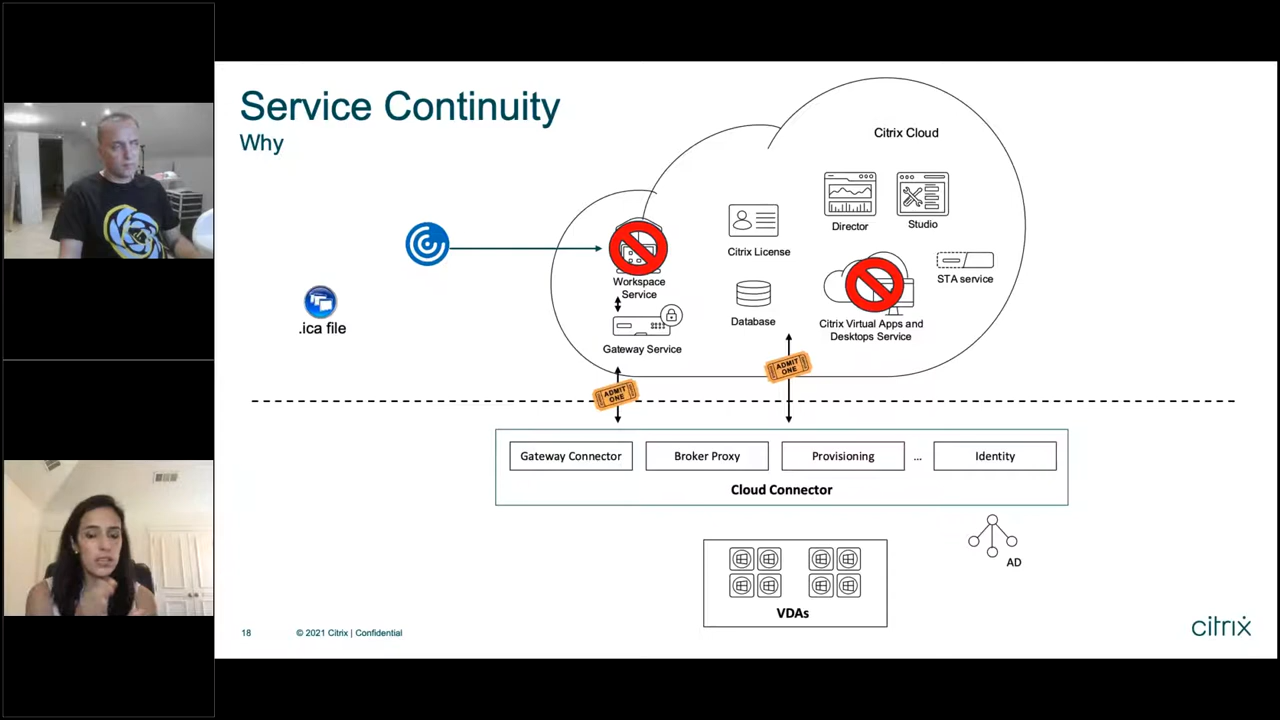 Service Continuity
Why
Citrix Cloud
Director
Studio
Citrix License
STA service
Workspace
Service
Database
Citrix Virtual Apps and
Desktops Service
.ica file
Gateway Service
ADMIT
ONE
ADMIT
ONE
Gateway Connector
Broker Proxy
Provisioning
...
Identity
Cloud Connector
AD
VDAs
18
© 2021 Citrix | Confidential
citrix